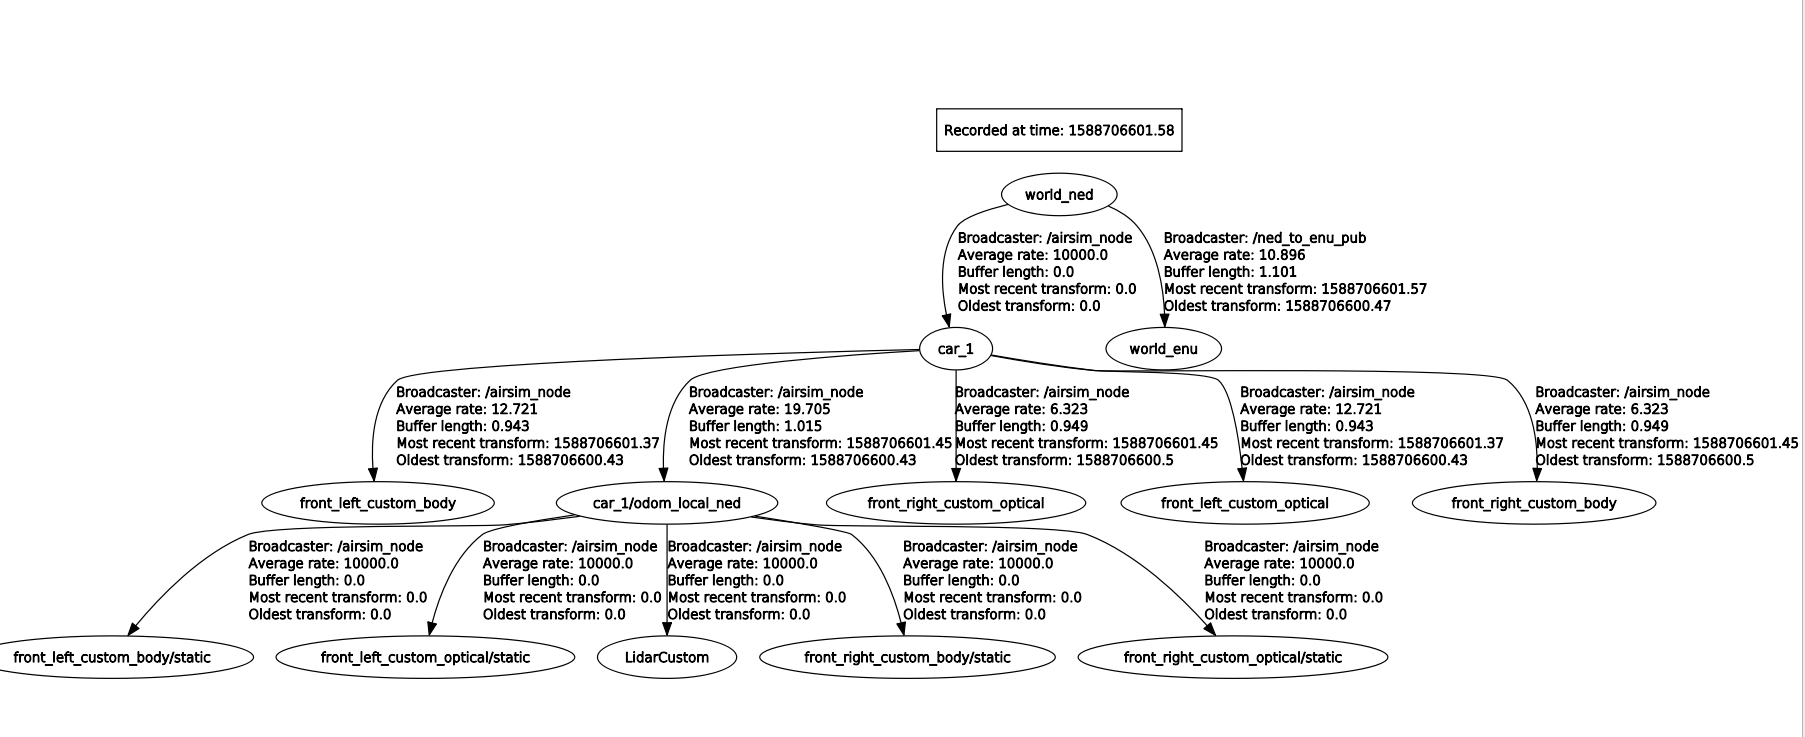 Recorded at time: 1588706601.58
world_ned
Broadcaster: /airsim_node
Average rate: 10000.0
Buffer length: 0.0
Most recent transform: 0.0
Oldest transform: 0.0
Broadcaster: /ned_to_enu_pub
Average rate: 10.896
Buffer length: 1.101
Most recent transform: 1588706601.57
Oldest transform: 1588706600.47
car_1
world_enu
Broadcaster: /airsim_node
Average rate: 12.721
Buffer length: 0.943
Most recent transform: 1588706601.37
Oldest transform: 1588706600.43
Broadcaster: /airsim_node
Average rate: 19.705
Buffer length: 1.015
Most recent transform: 1588706601.45
Oldest transform: 1588706600.43
Broadcaster: /airsim_node
Average rate: 6.323
Buffer length: 0.949
Most recent transform: 1588706601.45
Oldest transform: 1588706600.5
Broadcaster: /airsim_node
Average rate: 12.721
Buffer length: 0.943
Most recent transform: 1588706601.37
Oldest transform: 1588706600.43
Broadcaster: /airsim_node
Average rate: 6.323
Buffer length: 0.949
Most recent transform: 1588706601.45
Oldest transform: 1588706600.5
front_left_custom_body
car_1/odom_local_ned
front_right_custom_optical
front_left_custom_optical
front_right_custom_body
Broadcaster: /airsim_node
Average rate: 10000.0
Buffer length: 0.0
Most recent transform: 0.0
Oldest transform: 0.0
Broadcaster: /airsim_node
Average rate: 10000.0
Buffer length: 0.0
Most recent transform: 0.0
Oldest transform: 0.0
Broadcaster: /airsim_node
Average rate: 10000.0
Buffer length: 0.0
Most recent transform: 0.0
Oldest transform: 0.0
Broadcaster: /airsim_node
Average rate: 10000.0
Buffer length: 0.0
Most recent transform: 0.0
Oldest transform: 0.0
Broadcaster: /airsim_node
Average rate: 10000.0
Buffer length: 0.0
Most recent transform: 0.0
Oldest transform: 0.0
front_left_custom_body/static
front_left_custom_optical/static
LidarCustom
front_right_custom_body/static
front_right_custom_optical/static